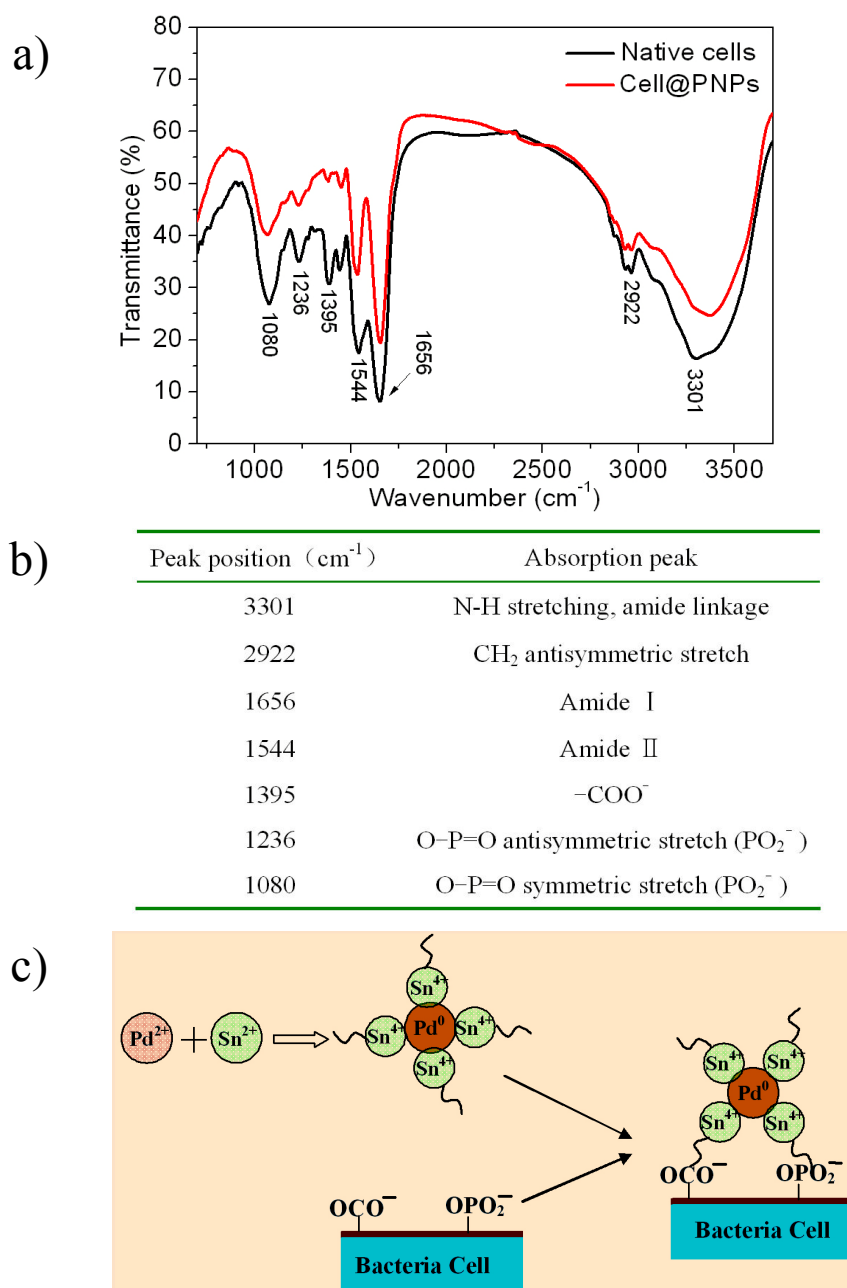 a)
80
70
60
50
40
30
20
10
0
Transmittance (%)
Native cells
Cell@PNPs
1080
1236
1395
1544
1656
2922
3301
1000 1500 2000 2500 3000 3500
Wavenumber (cm⁻¹)
b)
Peak position (cm⁻¹) Absorption peak
3301 N-H stretching, amide linkage
2922 CH₂ antisymmetric stretch
1656 Amide Ⅰ
1544 Amide Ⅱ
1395 −COO⁻
1236 O−P=O antisymmetric stretch (PO₂⁻)
1080 O−P=O symmetric stretch (PO₂⁻)
c)
Pd²⁺ + Sn²⁺
Sn⁴⁺
Sn⁴⁺ Pd⁰ Sn⁴⁺
Sn⁴⁺
Sn⁴⁺ Sn⁴⁺
Pd⁰
Sn⁴⁺ Sn⁴⁺
OCO⁻ OPO₂⁻
Bacteria Cell
OCO⁻ OPO₂⁻
Bacteria Cell